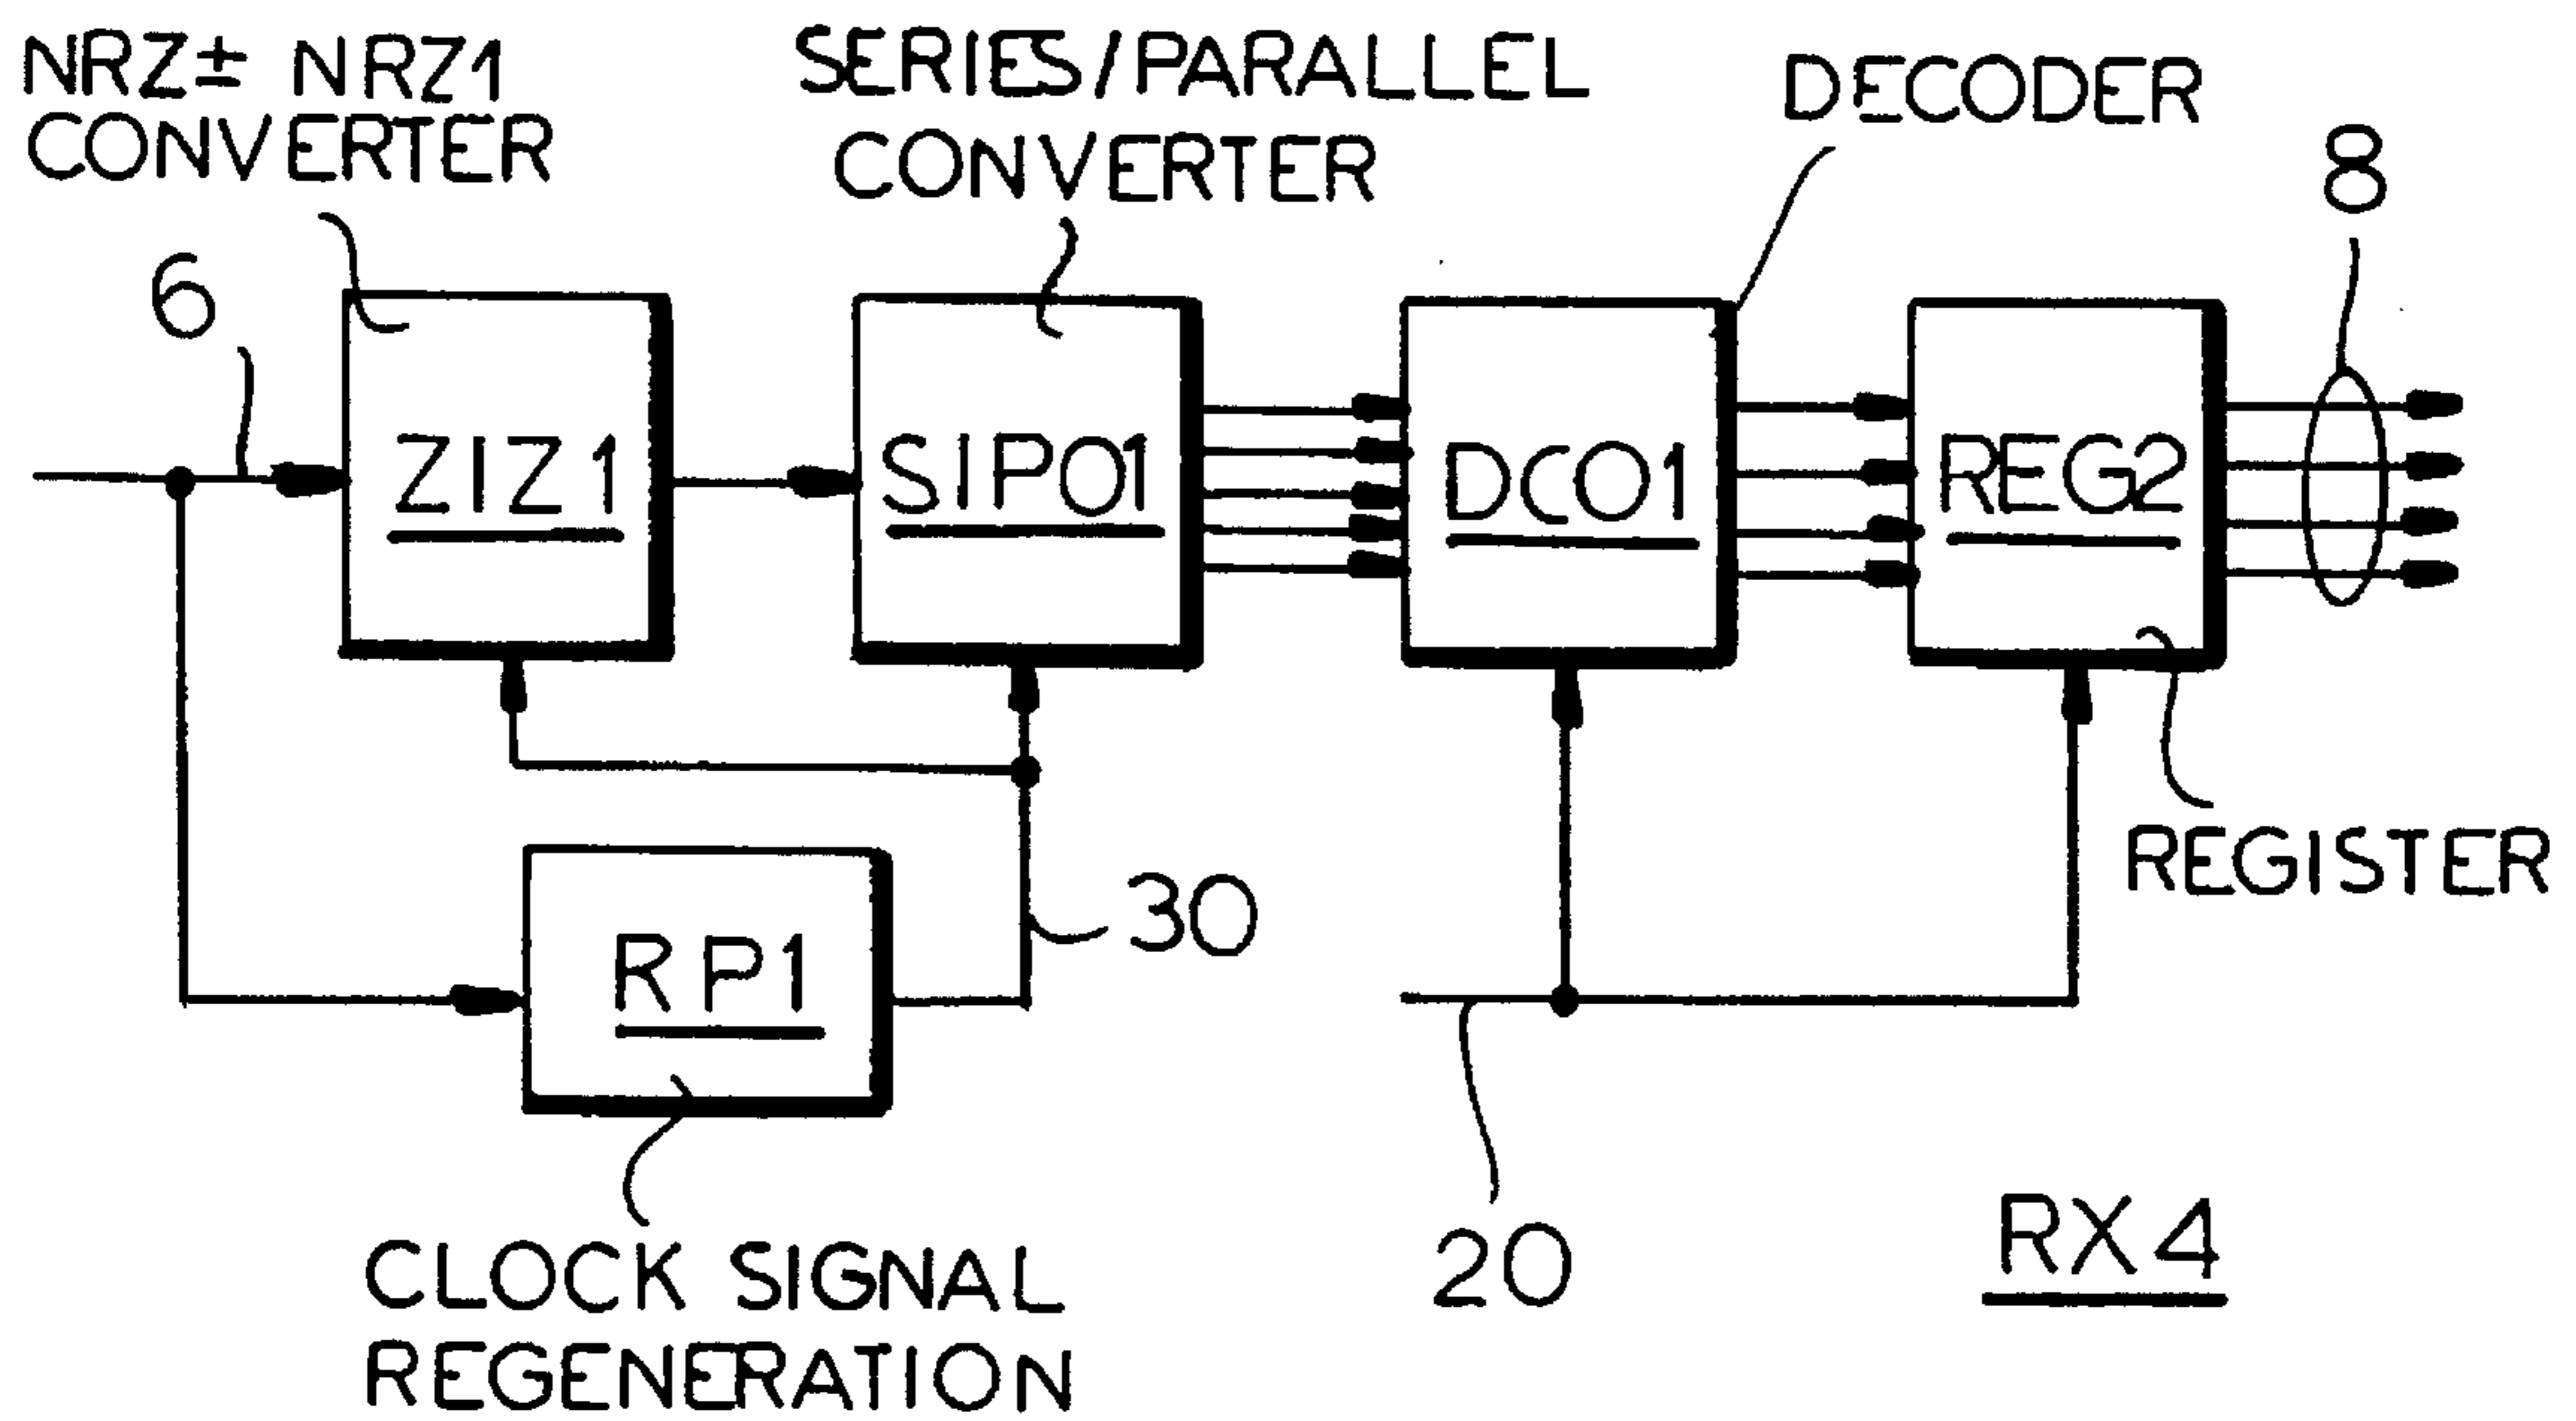 NRZ± NRZ1
CONVERTER
SERIES/PARALLEL
CONVERTER
DECODER
8
6
ZIZ1
SIPO1
DCO1
REG2
REGISTER
30
RP1
20
RX4
CLOCK SIGNAL
REGENERATION